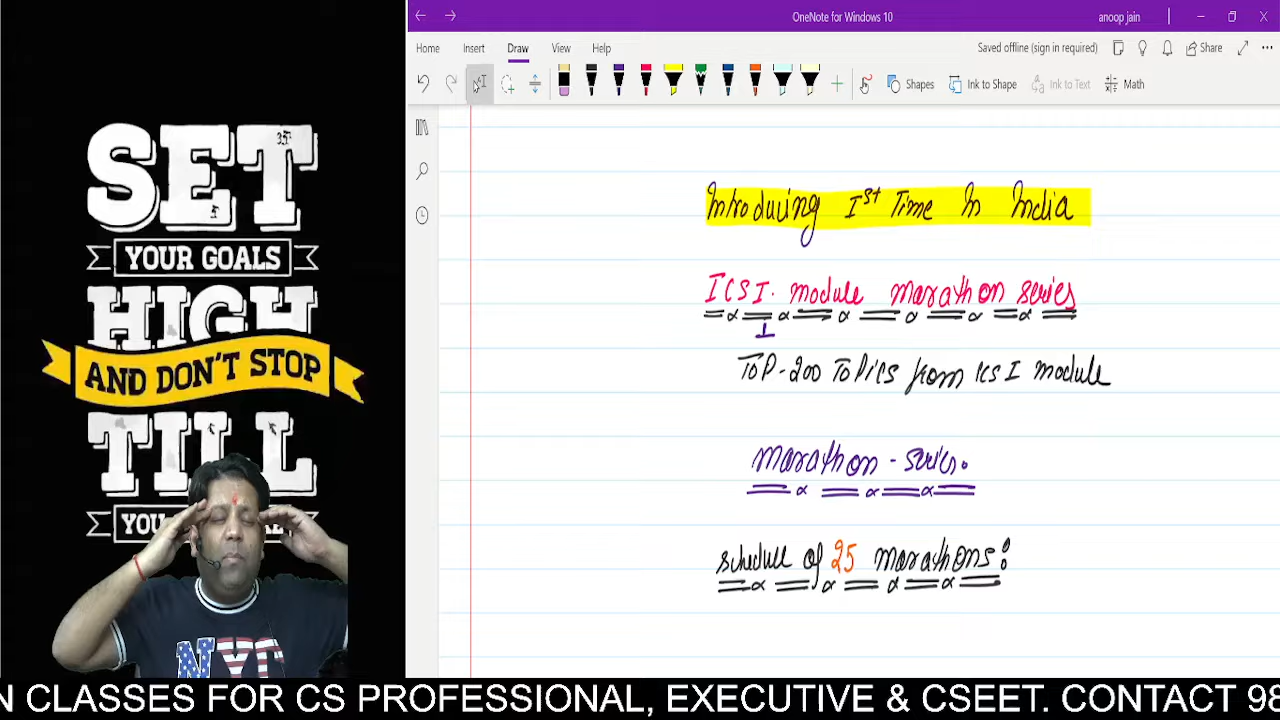 SET
YOUR GOALS
HIGH
AND DON'T STOP
TILL
YOU
OneNote for Windows 10
anoop jain
Home Insert Draw View Help
Saved offline (sign in required)
Share
Shapes
Ink to Shape
Ink to Text
Math
Introducing Ist Time In India
ICSI. module marathon series
I
TOP-200 TOPICS from ICSI module
marathon - series.
schedule of 25 marathons:
N CLASSES FOR CS PROFESSIONAL, EXECUTIVE & CSEET. CONTACT 98